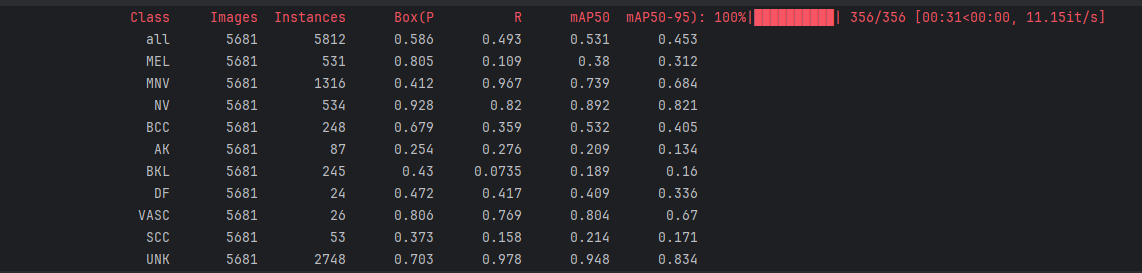 Class Images Instances Box(P R mAP50 mAP50-95): 100%|██████████| 356/356 [00:31<00:00, 11.15it/s]
all 5681 5812 0.586 0.493 0.531 0.453
MEL 5681 531 0.805 0.109 0.38 0.312
MNV 5681 1316 0.412 0.967 0.739 0.684
NV 5681 534 0.928 0.82 0.892 0.821
BCC 5681 248 0.679 0.359 0.532 0.405
AK 5681 87 0.254 0.276 0.209 0.134
BKL 5681 245 0.43 0.0735 0.189 0.16
DF 5681 24 0.472 0.417 0.409 0.336
VASC 5681 26 0.806 0.769 0.804 0.67
SCC 5681 53 0.373 0.158 0.214 0.171
UNK 5681 2748 0.703 0.978 0.948 0.834